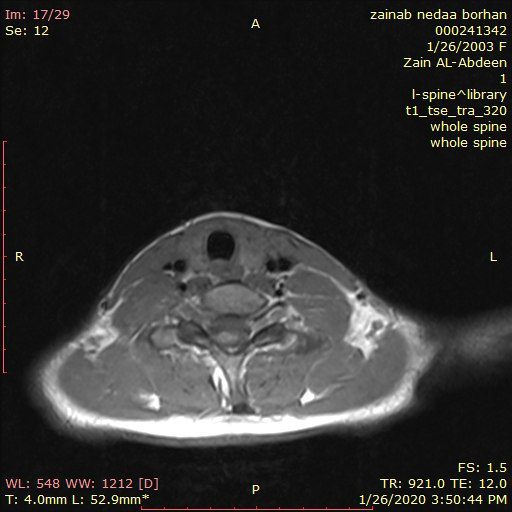 Im: 17/29
Se: 12
zainab nedaa borhan
000241342
1/26/2003 F
Zain AL-Abdeen
1
l-spine^library
t1_tse_tra_320
whole spine
whole spine
A
R
L
P
WL: 548 WW: 1212 [D]
T: 4.0mm L: 52.9mm*
FS: 1.5
TR: 921.0 TE: 12.0
1/26/2020 3:50:44 PM